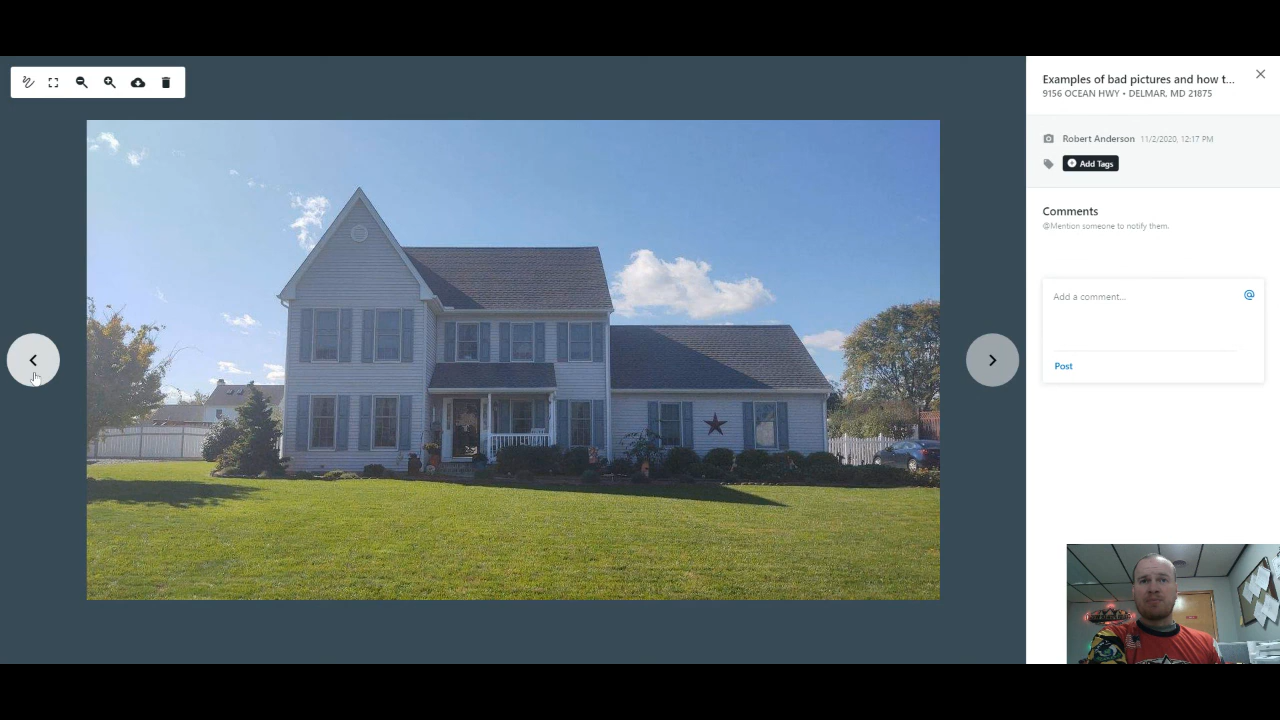 Examples of bad pictures and how t...
9156 OCEAN HWY • DELMAR, MD 21875
Robert Anderson 11/2/2020, 12:17 PM
Add Tags
Comments
@Mention someone to notify them.
Add a comment... @
Post